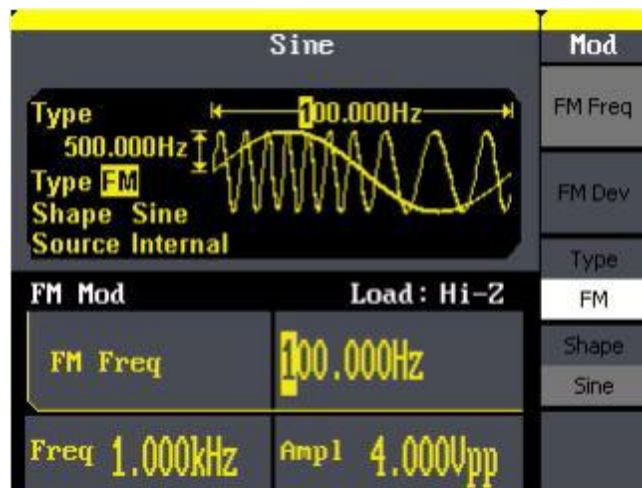 Sine
Mod
Type
100.000Hz
500.000Hz
Type FM
Shape Sine
Source Internal
FM Mod
Load: Hi-Z
FM Freq
100.000Hz
Freq 1.000kHz
Ampl 4.000Vpp
FM Freq
FM Dev
Type
FM
Shape
Sine